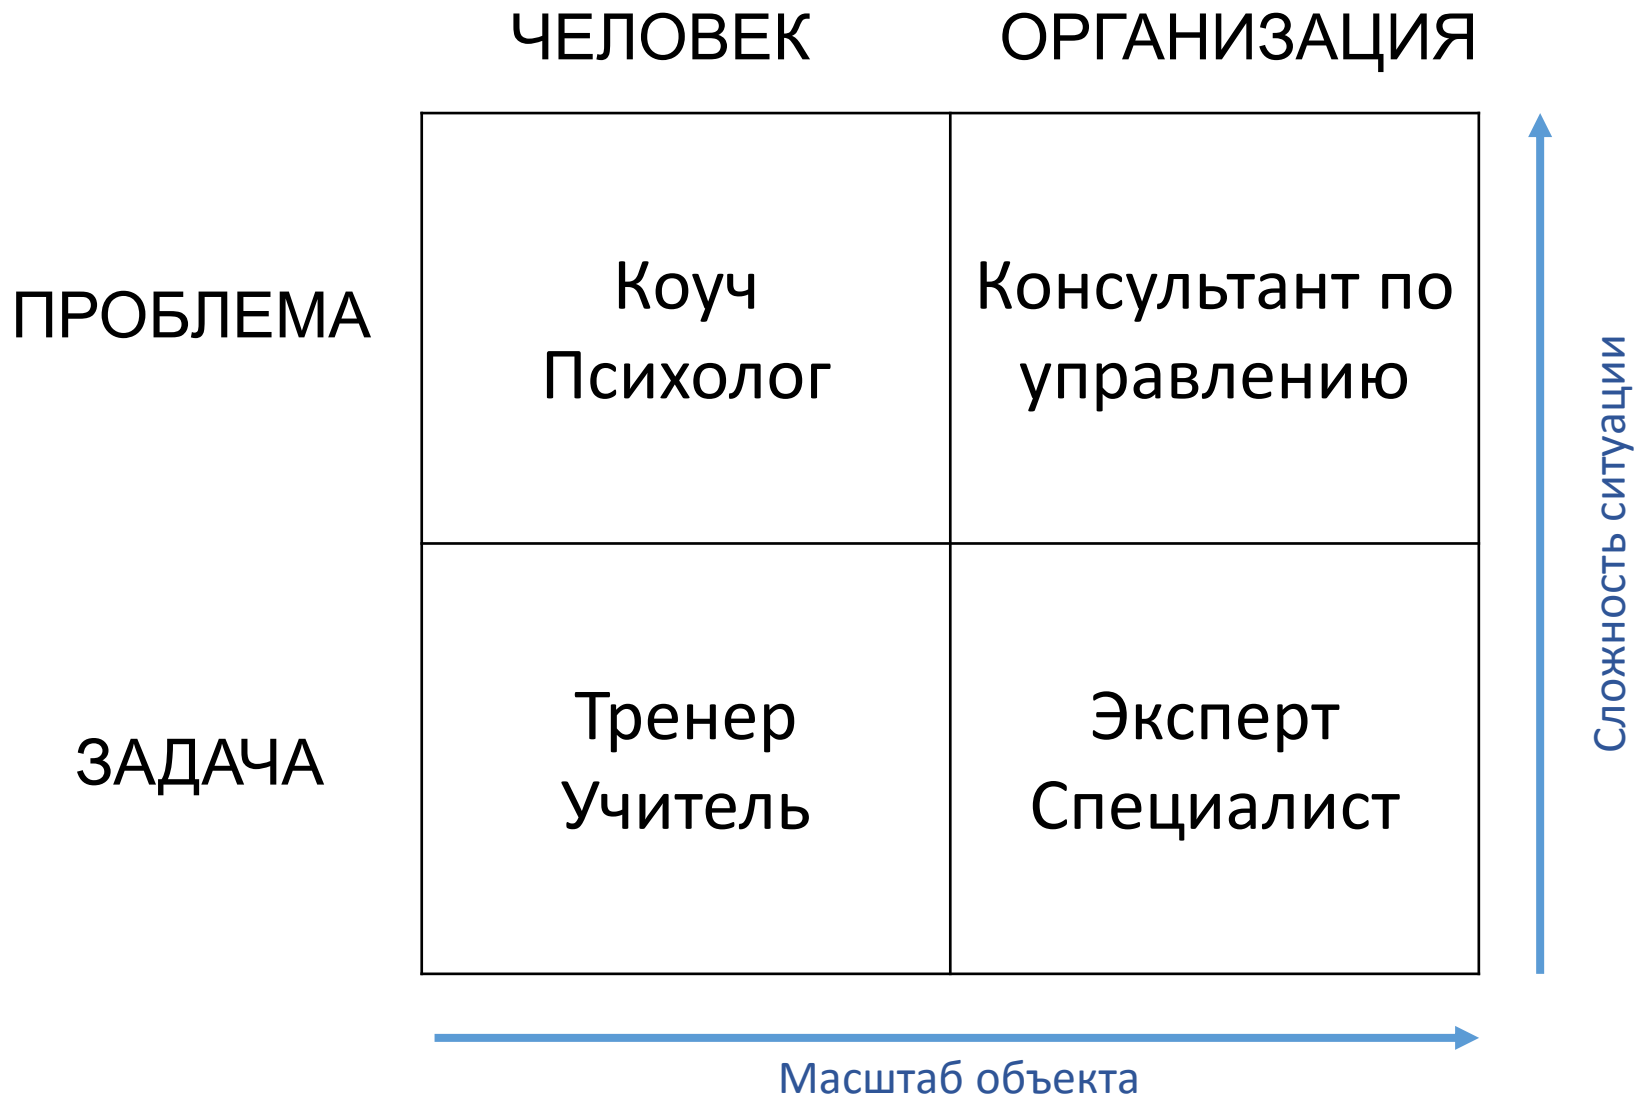 ЧЕЛОВЕК
ОРГАНИЗАЦИЯ
ПРОБЛЕМА
Коуч
Психолог
Консультант по
управлению
ЗАДАЧА
Тренер
Учитель
Эксперт
Специалист
Сложность ситуации
Масштаб объекта